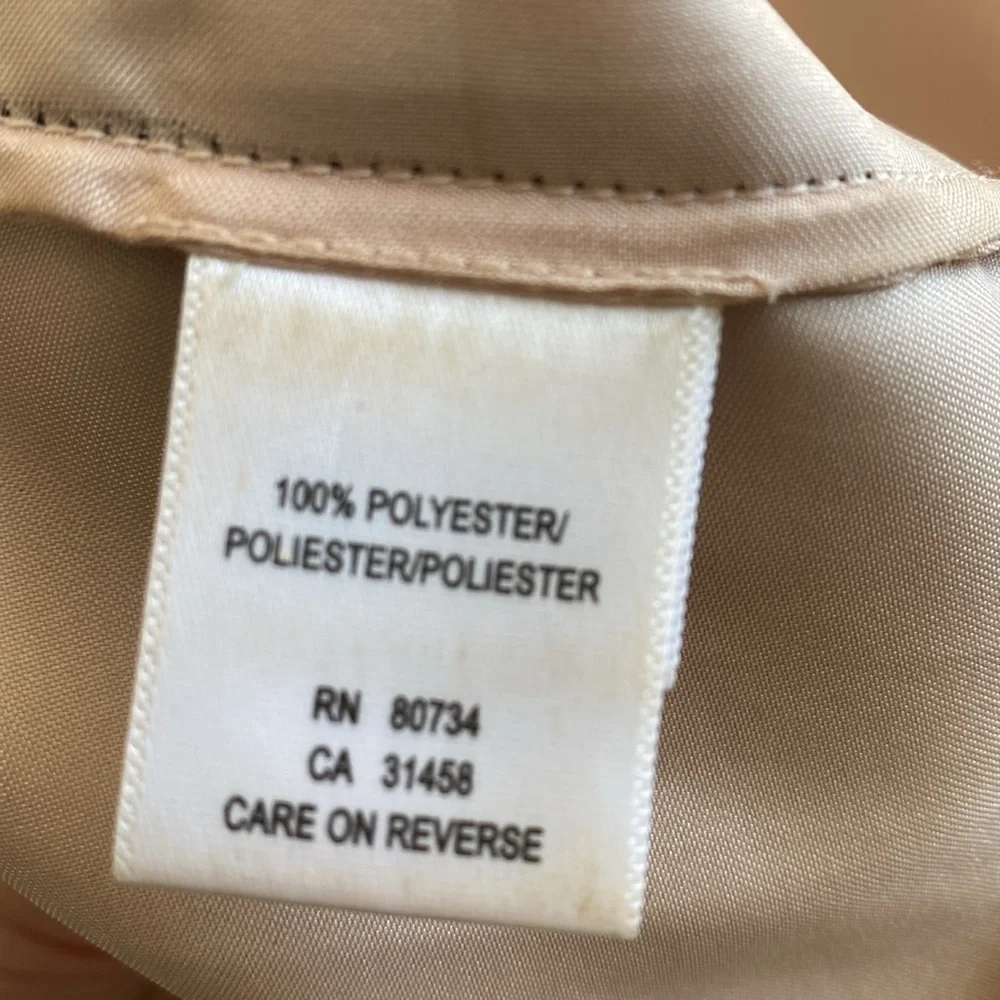 100% POLYESTER/
POLIESTER/POLIESTER
RN 80734
CA 31458
CARE ON REVERSE